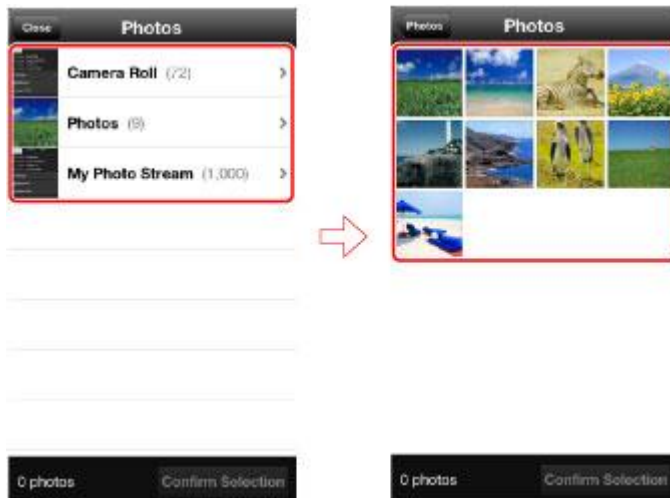 Close Photos
Camera Roll (72)
Photos (9)
My Photo Stream (1,000)
0 photos Confirm Selection
Photos Photos
0 photos Confirm Selection